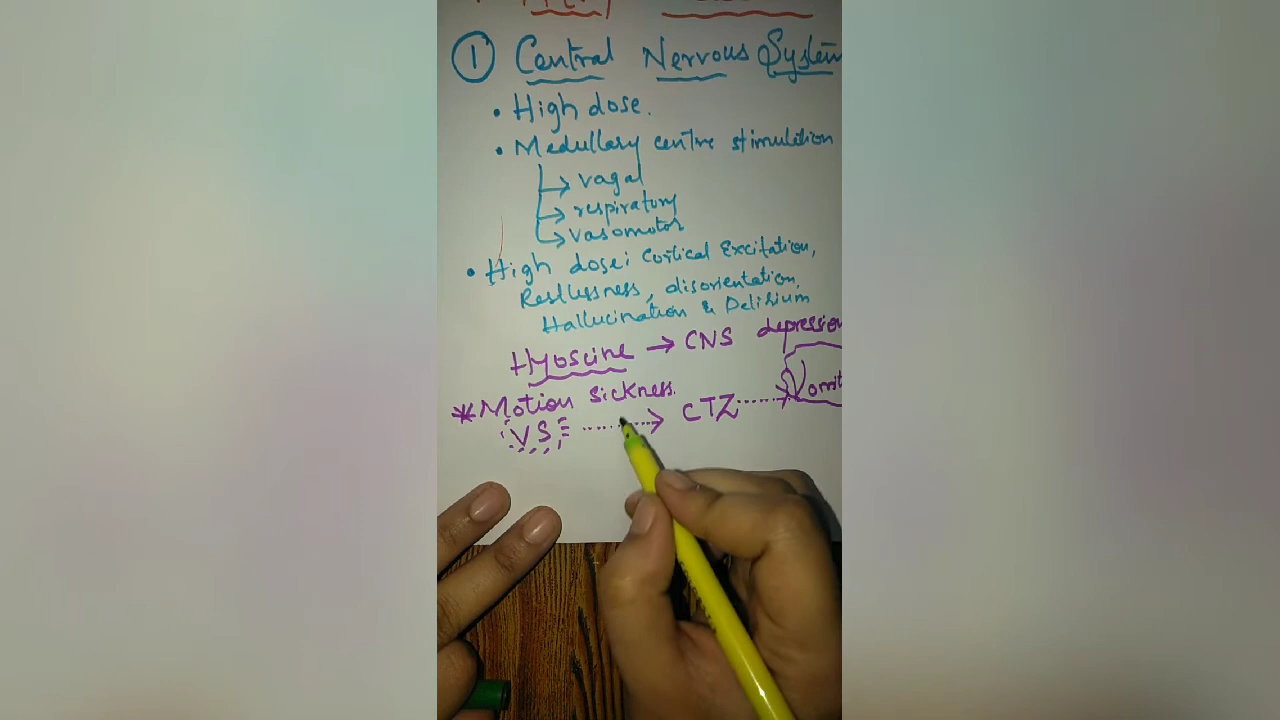 ① Central Nervous System
• High dose.
• Medullary centre stimulation
→ vagal
→ respiratory
→ vasomotor
• High dose: Cortical Excitation,
Restlessness, disorientation,
Hallucination & Delirium
Hyoscine → CNS depression
* Motion sickness.
VS → CTZ → Vomit